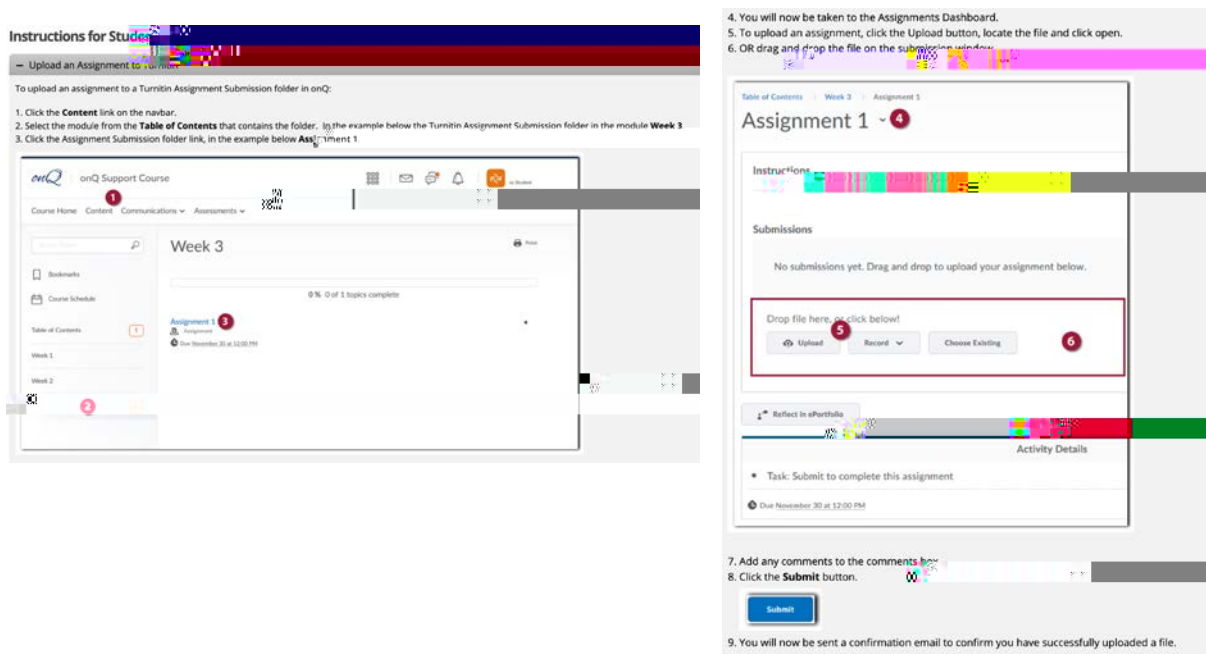 Instructions for
Upload an Assignment to
To upload an assignment to a Turnitin Assignment Submission folder in onQ:
1. Click the Content link on the navbar.
2. Select the module from the Table of Contents that contains the folder. In the example below the Turnitin Assignment Submission folder in the module Week 3
3. Click the Assignment Submission folder link, in the example below 1
onQ onQ Support Course
1
Course Home Content Communications Assessments
Week 3
Print
Bookmarks
0 % 0 of 1 topics complete
Course Schedule
Assignment 1 3
Assignment
Table of Contents 1
Due November 30 at 12:00 PM
Week 1
Week 2
2
4. You will now be taken to the Assignments Dashboard.
5. To upload an assignment, click the Upload button, locate the file and click open.
6. OR drag and drop the file on the submission window
Table of Contents Week 3 Assignment 1
Assignment 1 4
Instructions
Submissions
No submissions yet. Drag and drop to upload your assignment below.
Drop file here, or click below!
5
Upload Record Choose Existing 6
Reflect in ePortfolio
Activity Details
Task: Submit to complete this assignment
Due November 30 at 12:00 PM
7. Add any comments to the comments box
8. Click the Submit button.
Submit
9. You will now be sent a confirmation email to confirm you have successfully uploaded a file.